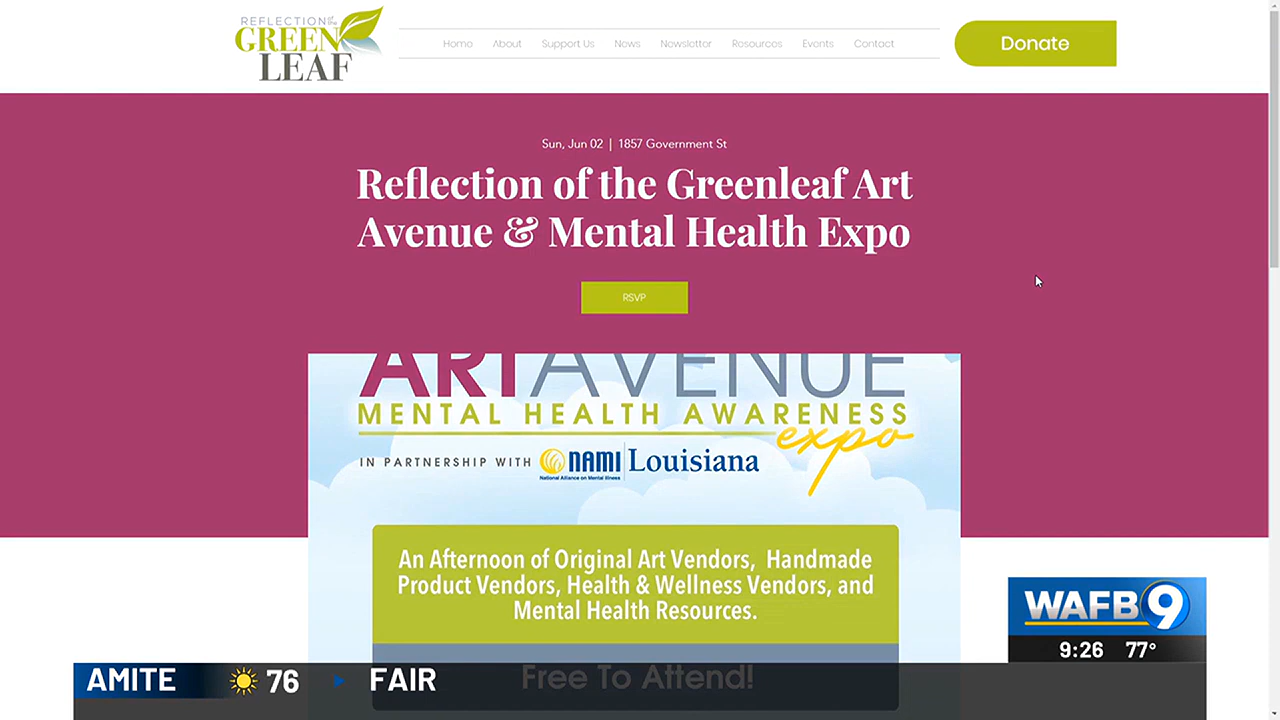 REFLECTION of the
GREEN
LEAF
Home About Support Us News Newsletter Resources Events Contact
Donate
Sun, Jun 02 | 1857 Government St
Reflection of the Greenleaf Art
Avenue & Mental Health Expo
RSVP
ART AVENUE
MENTAL HEALTH AWARENESS
expo
IN PARTNERSHIP WITH NAMI Louisiana
National Alliance on Mental Illness
An Afternoon of Original Art Vendors, Handmade
Product Vendors, Health & Wellness Vendors, and
Mental Health Resources.
Free To Attend!
WAFB 9
9:26 77°
AMITE 76 FAIR